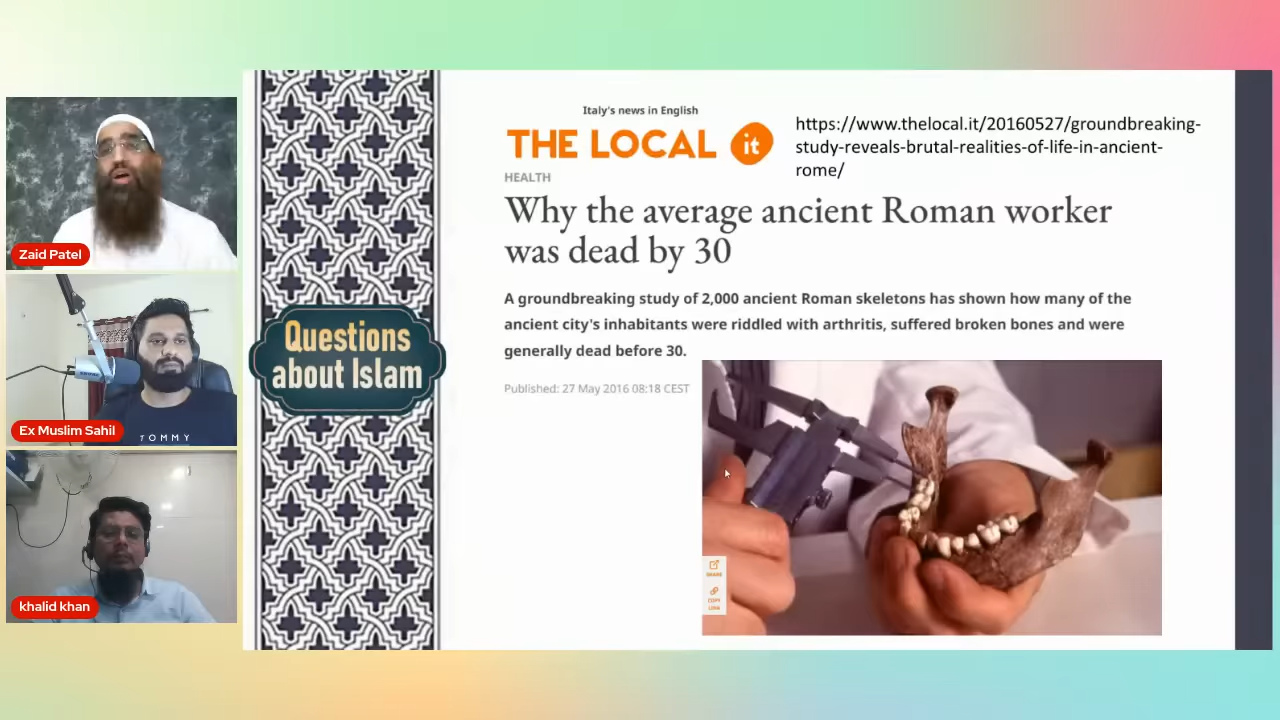 Zaid Patel
Ex Muslim Sahil
TOMMY
khalid khan
Questions
about Islam
Italy's news in English
THE LOCAL it
https://www.thelocal.it/20160527/groundbreaking-
study-reveals-brutal-realities-of-life-in-ancient-
rome/
HEALTH
Why the average ancient Roman worker
was dead by 30
A groundbreaking study of 2,000 ancient Roman skeletons has shown how many of the
ancient city's inhabitants were riddled with arthritis, suffered broken bones and were
generally dead before 30.
Published: 27 May 2016 08:18 CEST
SHARE
COPY
LINK